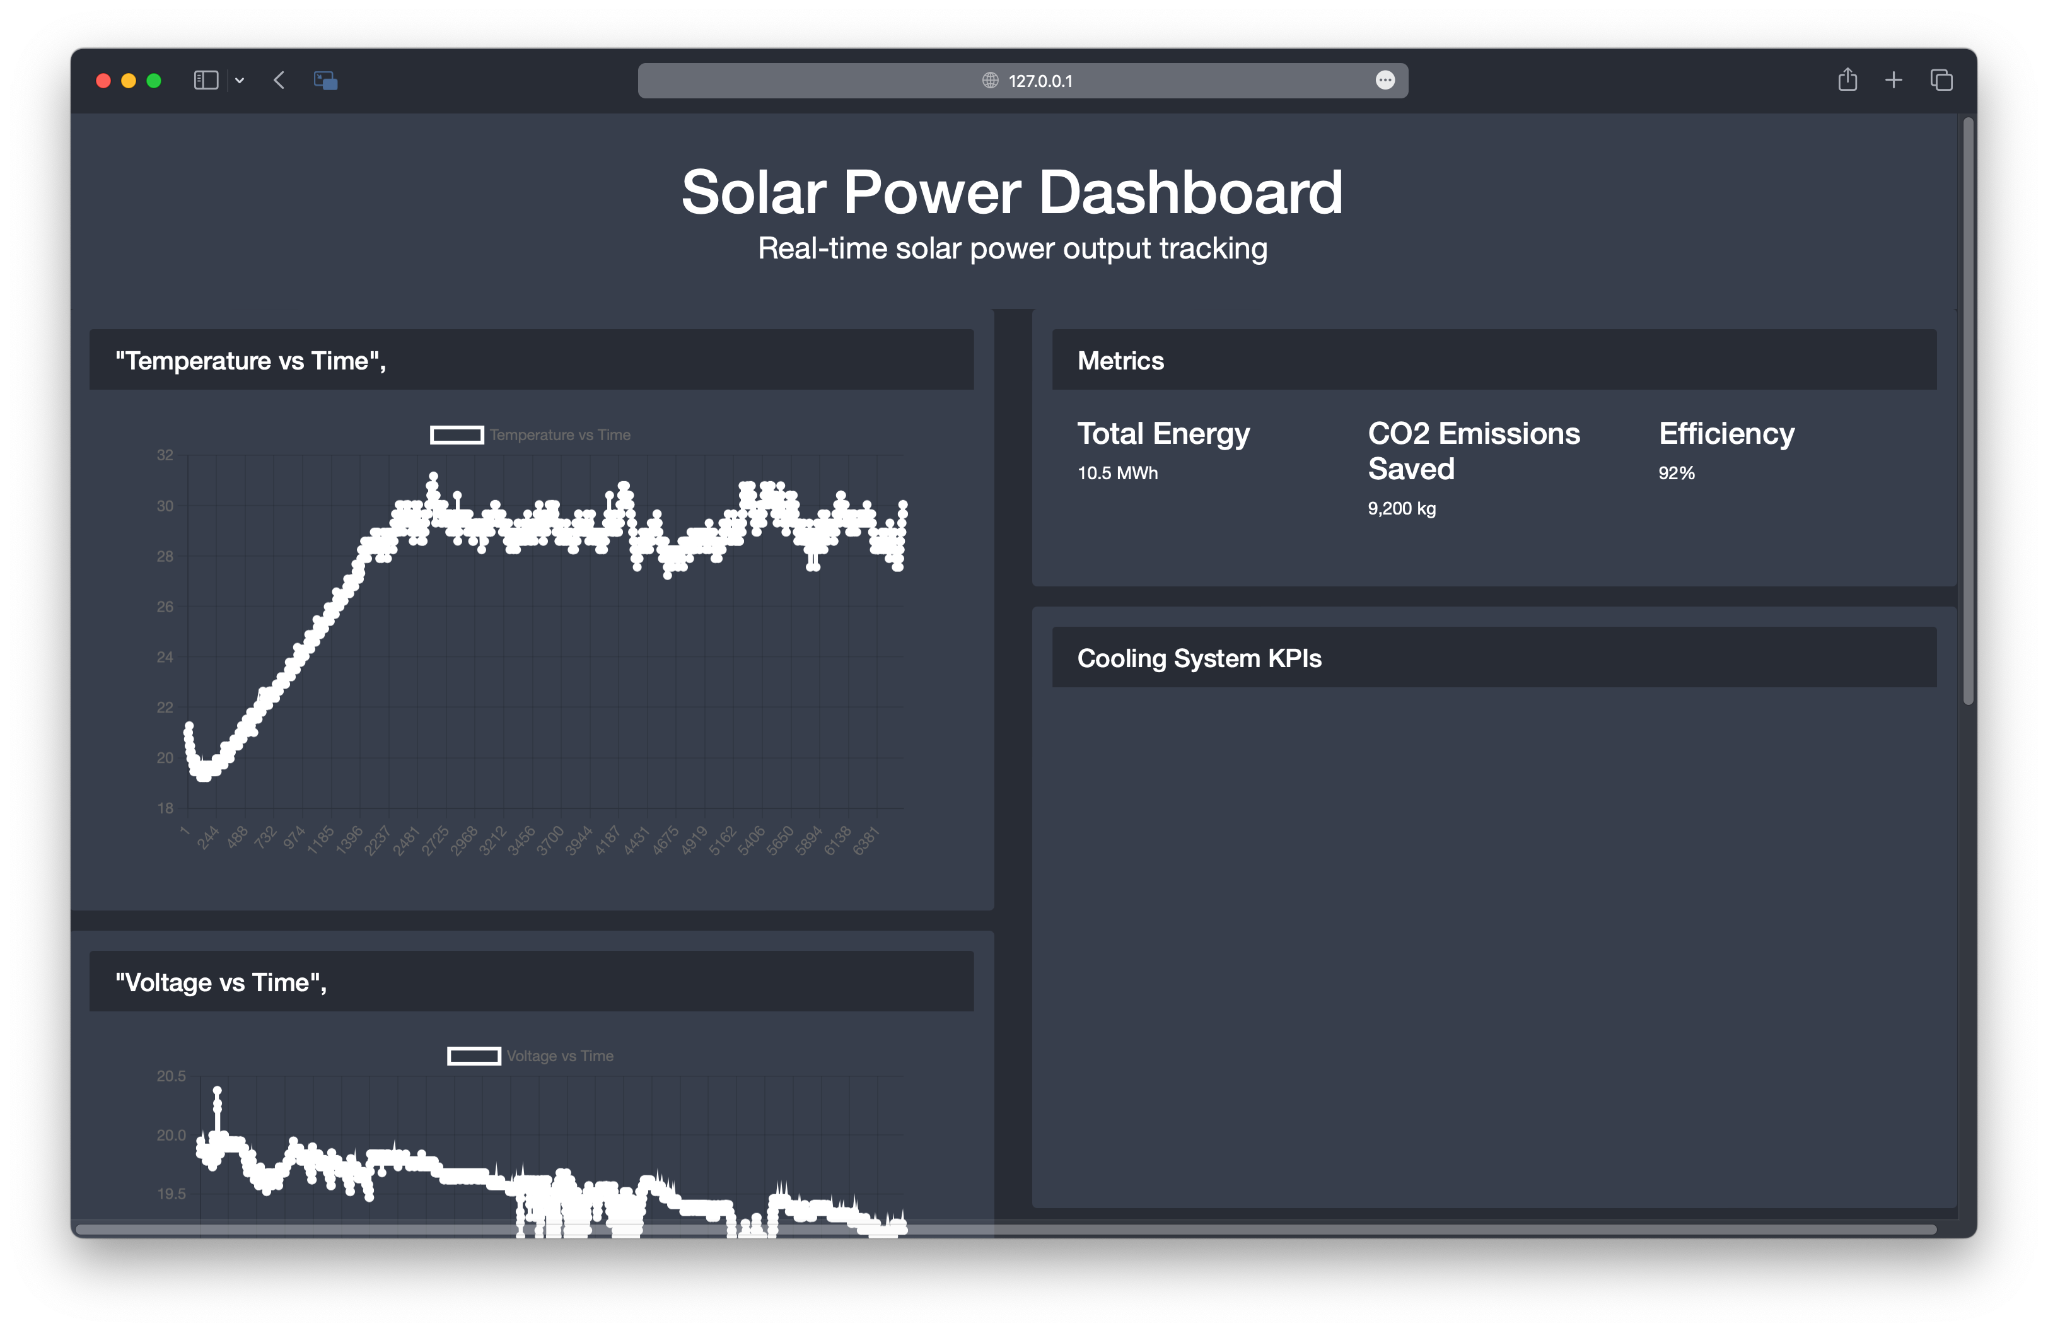 127.0.0.1
Solar Power Dashboard
Real-time solar power output tracking
"Temperature vs Time",
Temperature vs Time
32
30
28
26
24
22
20
18
1 244 488 732 974 1185 1396 2237 2481 2725 2968 3212 3456 3700 3944 4187 4431 4675 4919 5162 5406 5650 5894 6138 6381
"Voltage vs Time",
Voltage vs Time
20.5
20.0
19.5
Metrics
Total Energy
10.5 MWh
CO2 Emissions
Saved
9,200 kg
Efficiency
92%
Cooling System KPIs